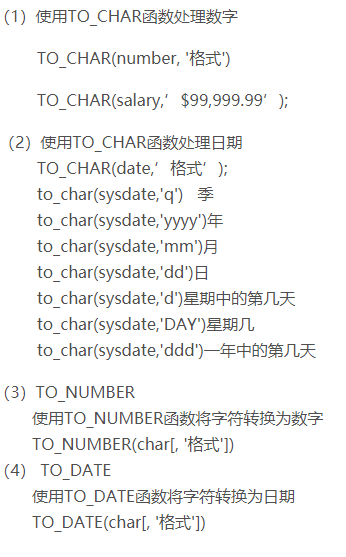 （1）使用TO_CHAR函数处理数字
TO_CHAR(number, '格式')
TO_CHAR(salary,’$99,999.99’);
（2）使用TO_CHAR函数处理日期
TO_CHAR(date,’格式’);
to_char(sysdate,'q') 季
to_char(sysdate,'yyyy')年
to_char(sysdate,'mm')月
to_char(sysdate,'dd')日
to_char(sysdate,'d')星期中的第几天
to_char(sysdate,'DAY')星期几
to_char(sysdate,'ddd')一年中的第几天
（3）TO_NUMBER
使用TO_NUMBER函数将字符转换为数字
TO_NUMBER(char[, '格式'])
（4） TO_DATE
使用TO_DATE函数将字符转换为日期
TO_DATE(char[, '格式'])